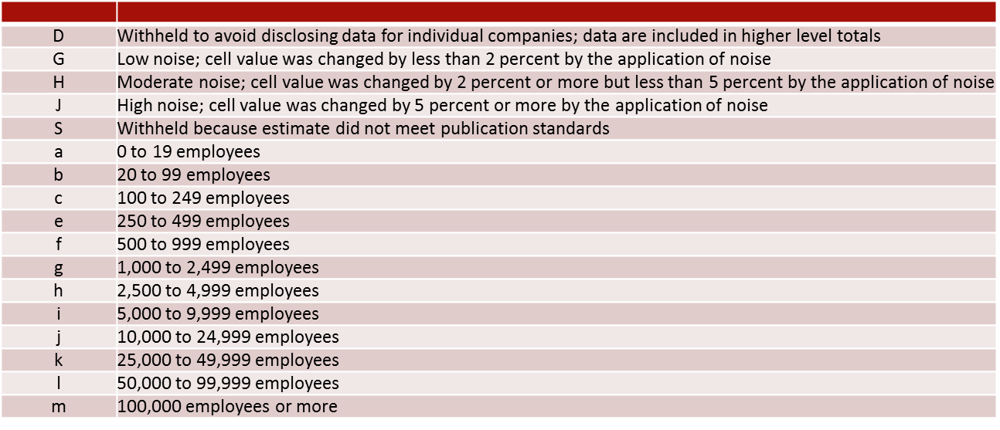 D Withheld to avoid disclosing data for individual companies; data are included in higher level totals
G Low noise; cell value was changed by less than 2 percent by the application of noise
H Moderate noise; cell value was changed by 2 percent or more but less than 5 percent by the application of noise
J High noise; cell value was changed by 5 percent or more by the application of noise
S Withheld because estimate did not meet publication standards
a 0 to 19 employees
b 20 to 99 employees
c 100 to 249 employees
e 250 to 499 employees
f 500 to 999 employees
g 1,000 to 2,499 employees
h 2,500 to 4,999 employees
i 5,000 to 9,999 employees
j 10,000 to 24,999 employees
k 25,000 to 49,999 employees
l 50,000 to 99,999 employees
m 100,000 employees or more